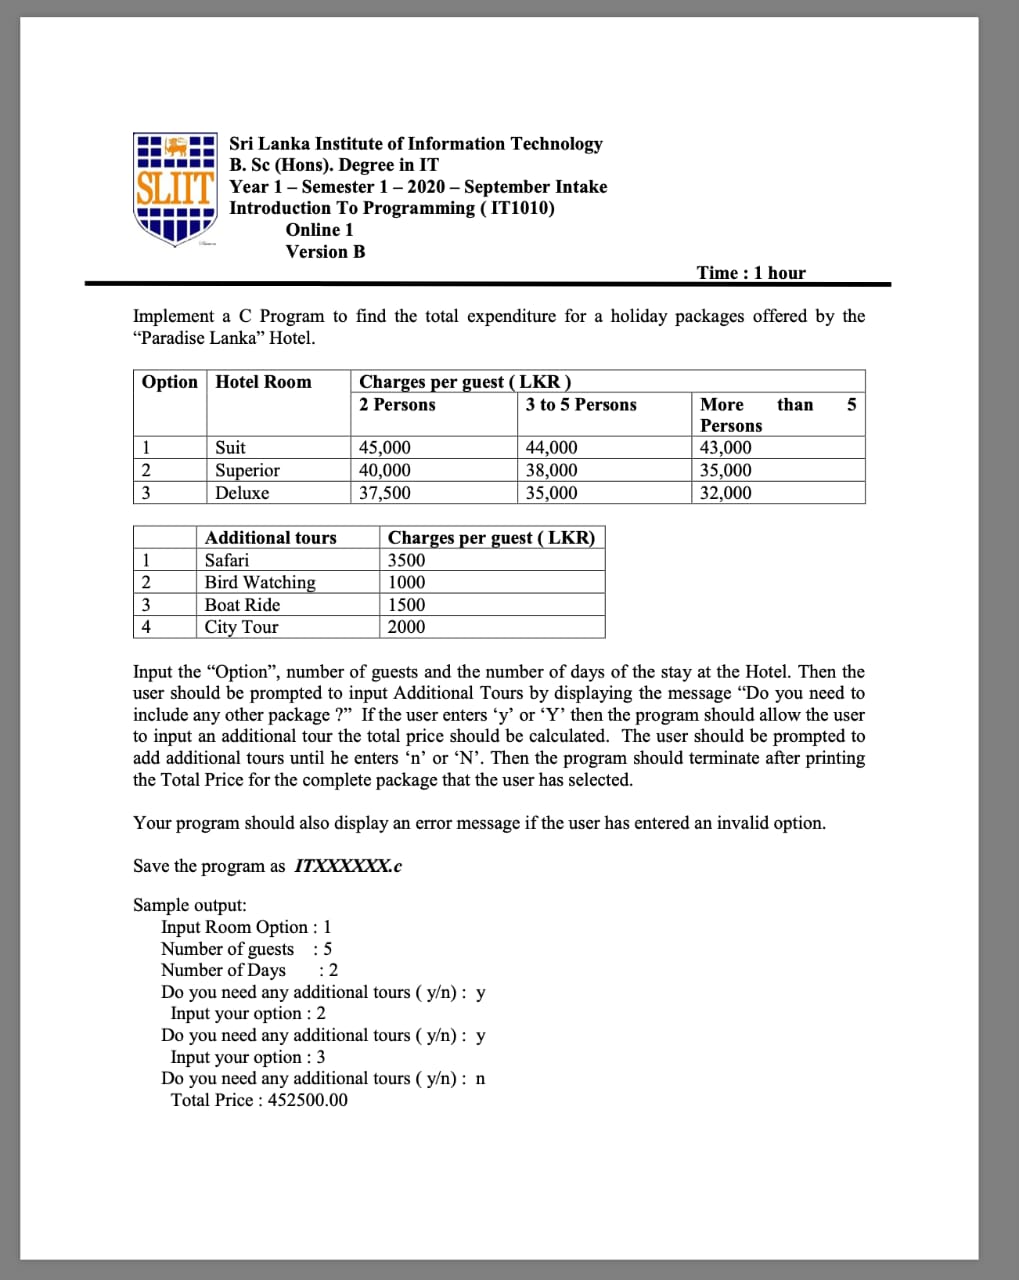 SLIIT
Sri Lanka Institute of Information Technology
B. Sc (Hons). Degree in IT
Year 1 – Semester 1 – 2020 – September Intake
Introduction To Programming ( IT1010)
Online 1
Version B
Time : 1 hour
Implement a C Program to find the total expenditure for a holiday packages offered by the
“Paradise Lanka” Hotel.
Option Hotel Room Charges per guest ( LKR )
2 Persons 3 to 5 Persons More than 5
Persons
1 Suit 45,000 44,000 43,000
2 Superior 40,000 38,000 35,000
3 Deluxe 37,500 35,000 32,000
Additional tours Charges per guest ( LKR)
1 Safari 3500
2 Bird Watching 1000
3 Boat Ride 1500
4 City Tour 2000
Input the “Option”, number of guests and the number of days of the stay at the Hotel. Then the
user should be prompted to input Additional Tours by displaying the message “Do you need to
include any other package ?” If the user enters ‘y’ or ‘Y’ then the program should allow the user
to input an additional tour the total price should be calculated. The user should be prompted to
add additional tours until he enters ‘n’ or ‘N’. Then the program should terminate after printing
the Total Price for the complete package that the user has selected.
Your program should also display an error message if the user has entered an invalid option.
Save the program as ITXXXXXX.c
Sample output:
Input Room Option : 1
Number of guests : 5
Number of Days : 2
Do you need any additional tours ( y/n) : y
Input your option : 2
Do you need any additional tours ( y/n) : y
Input your option : 3
Do you need any additional tours ( y/n) : n
Total Price : 452500.00